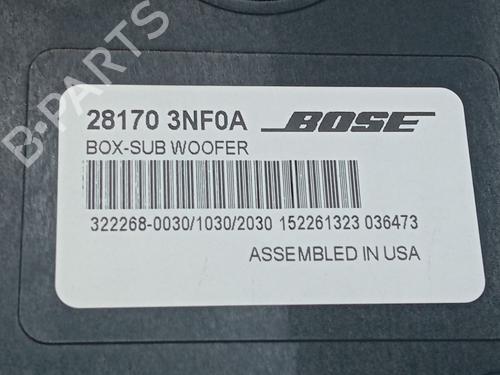 B-PARTS
28170 3NF0A BOSE
BOX-SUB WOOFER
322268-0030/1030/2030 152261323 036473
ASSEMBLED IN USA